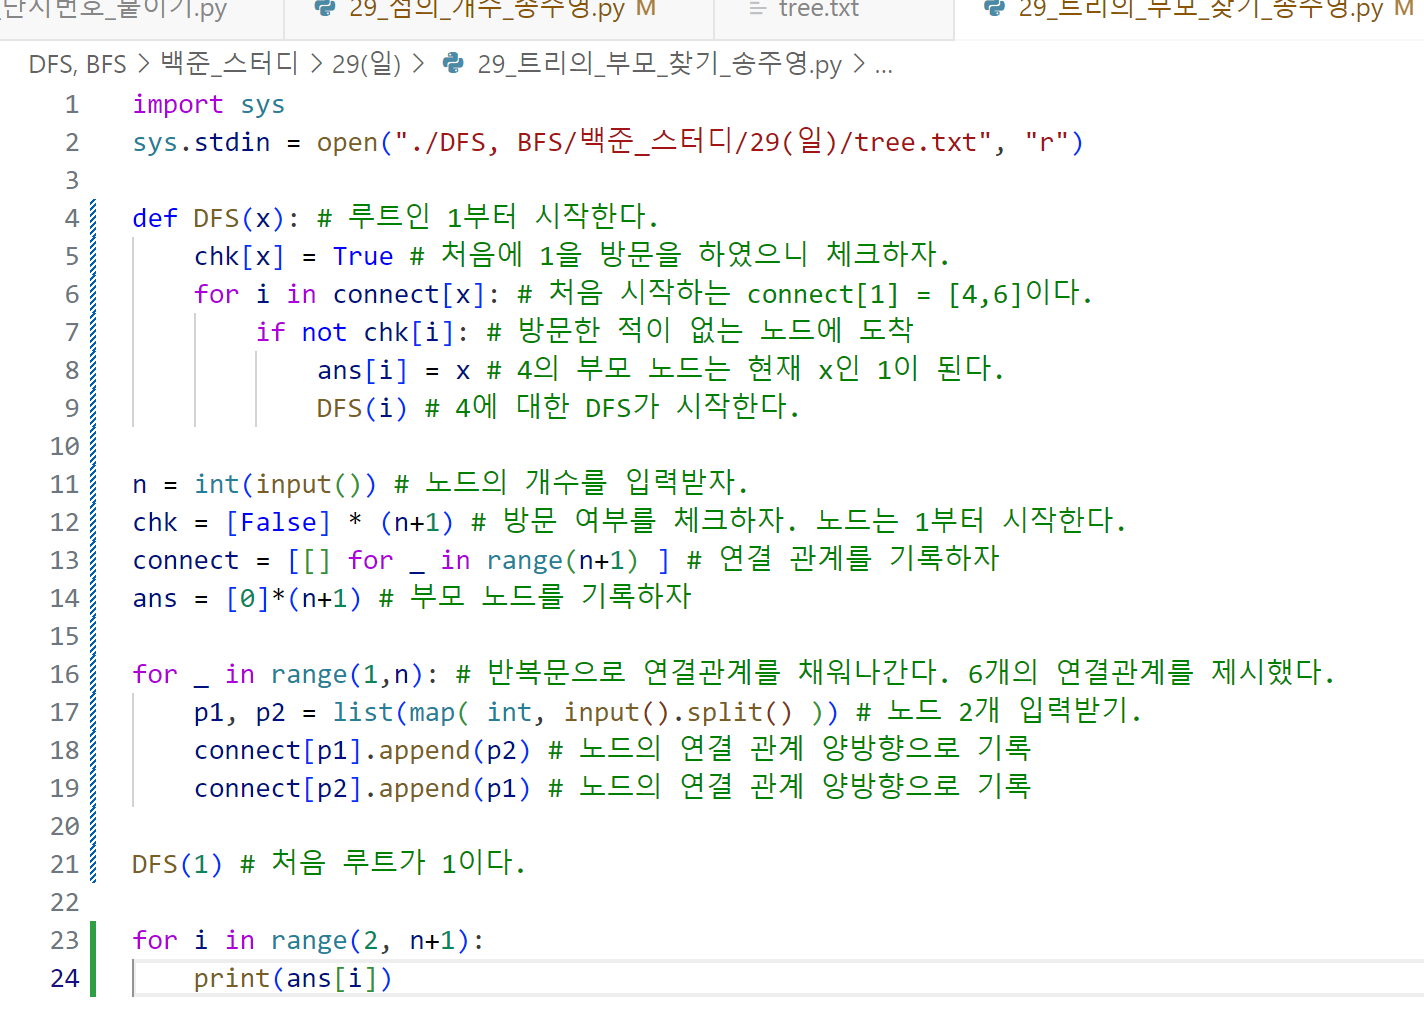 단지번호_붙이기.py 29_섬의_개수_송주영.py M tree.txt 29_트리의_부모_찾기_송주영.py M
DFS, BFS > 백준_스터디 > 29(일) > 29_트리의_부모_찾기_송주영.py > ...
1 import sys
2 sys.stdin = open("./DFS, BFS/백준_스터디/29(일)/tree.txt", "r")
3
4 def DFS(x): # 루트인 1부터 시작한다.
5 chk[x] = True # 처음에 1을 방문을 하였으니 체크하자.
6 for i in connect[x]: # 처음 시작하는 connect[1] = [4,6]이다.
7 if not chk[i]: # 방문한 적이 없는 노드에 도착
8 ans[i] = x # 4의 부모 노드는 현재 x인 1이 된다.
9 DFS(i) # 4에 대한 DFS가 시작한다.
10
11 n = int(input()) # 노드의 개수를 입력받자.
12 chk = [False] * (n+1) # 방문 여부를 체크하자. 노드는 1부터 시작한다.
13 connect = [[] for _ in range(n+1) ] # 연결 관계를 기록하자
14 ans = [0]*(n+1) # 부모 노드를 기록하자
15
16 for _ in range(1,n): # 반복문으로 연결관계를 채워나간다. 6개의 연결관계를 제시했다.
17 p1, p2 = list(map( int, input().split() )) # 노드 2개 입력받기.
18 connect[p1].append(p2) # 노드의 연결 관계 양방향으로 기록
19 connect[p2].append(p1) # 노드의 연결 관계 양방향으로 기록
20
21 DFS(1) # 처음 루트가 1이다.
22
23 for i in range(2, n+1):
24 print(ans[i])